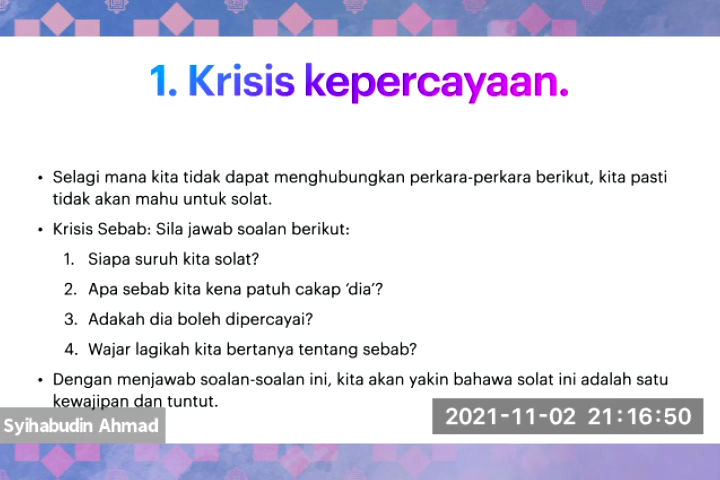 1. Krisis kepercayaan.
• Selagi mana kita tidak dapat menghubungkan perkara-perkara berikut, kita pasti
tidak akan mahu untuk solat.
• Krisis Sebab: Sila jawab soalan berikut:
1. Siapa suruh kita solat?
2. Apa sebab kita kena patuh cakap ‘dia’?
3. Adakah dia boleh dipercayai?
4. Wajar lagikah kita bertanya tentang sebab?
• Dengan menjawab soalan-soalan ini, kita akan yakin bahawa solat ini adalah satu
kewajipan dan tuntut.
Syihabudin Ahmad
2021-11-02 21:16:50